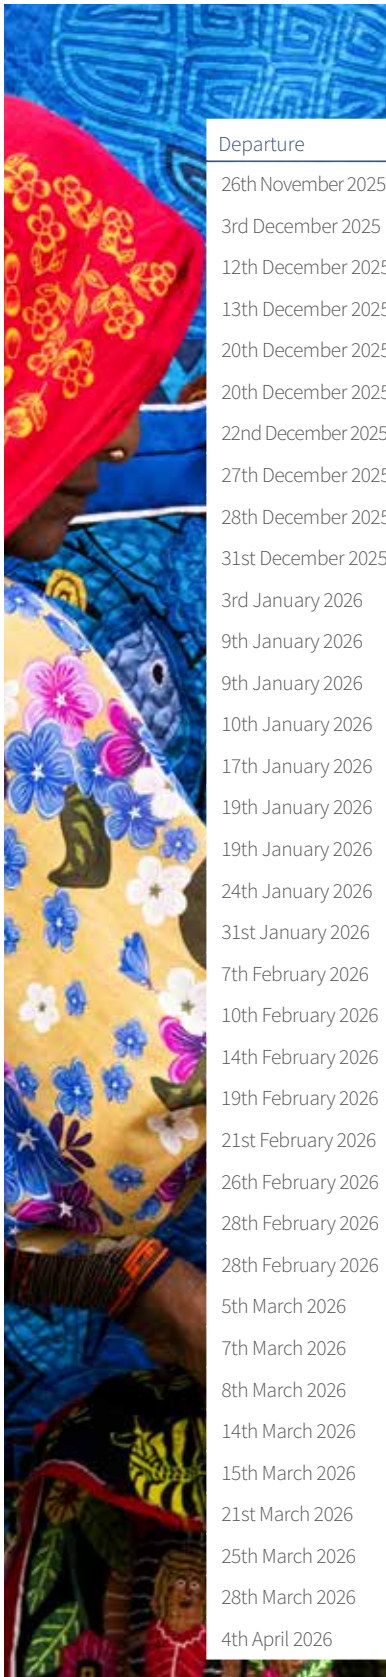 Departure
26th November 2025
3rd December 2025
12th December 2025
13th December 2025
20th December 2025
20th December 2025
22nd December 2025
27th December 2025
28th December 2025
31st December 2025
3rd January 2026
9th January 2026
9th January 2026
10th January 2026
17th January 2026
19th January 2026
19th January 2026
24th January 2026
31st January 2026
7th February 2026
10th February 2026
14th February 2026
19th February 2026
21st February 2026
26th February 2026
28th February 2026
28th February 2026
5th March 2026
7th March 2026
8th March 2026
14th March 2026
15th March 2026
21st March 2026
25th March 2026
28th March 2026
4th April 2026